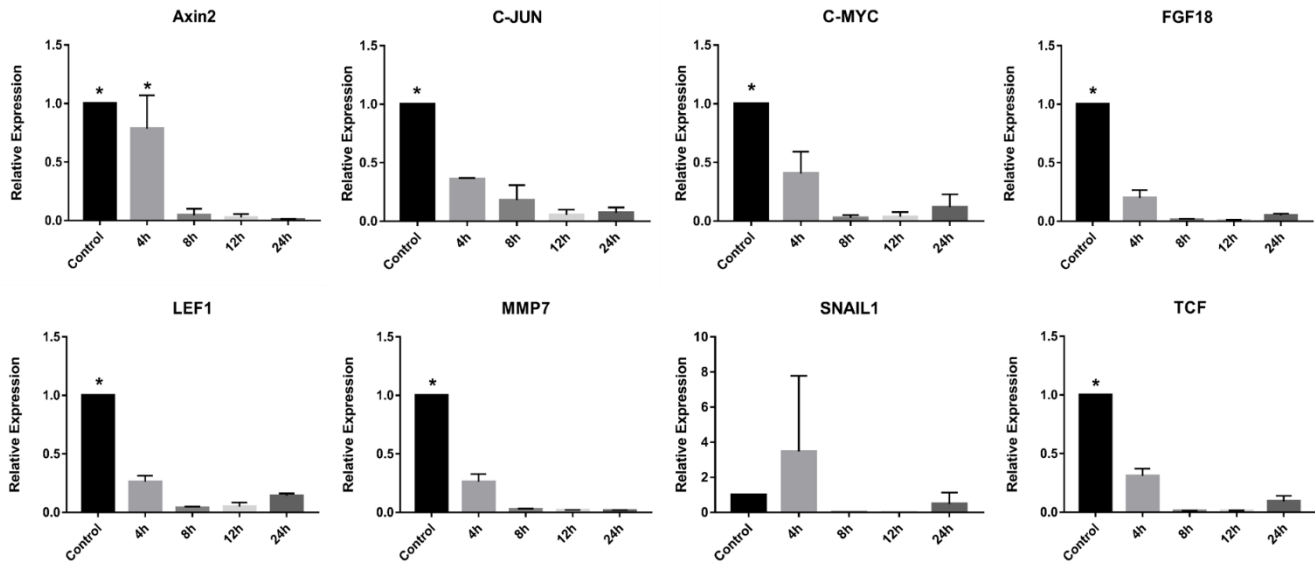 Axin2
Relative Expression
1.5
1.0
0.5
0.0
*
*
Control
4h
8h
12h
24h
C-JUN
Relative Expression
1.5
1.0
0.5
0.0
*
Control
4h
8h
12h
24h
C-MYC
Relative Expression
1.5
1.0
0.5
0.0
*
Control
4h
8h
12h
24h
FGF18
Relative Expression
1.5
1.0
0.5
0.0
*
Control
4h
8h
12h
24h
LEF1
Relative Expression
1.5
1.0
0.5
0.0
*
Control
4h
8h
12h
24h
MMP7
Relative Expression
1.5
1.0
0.5
0.0
*
Control
4h
8h
12h
24h
SNAIL1
Relative Expression
10
8
6
4
2
0
Control
4h
8h
12h
24h
TCF
Relative Expression
1.5
1.0
0.5
0.0
*
Control
4h
8h
12h
24h